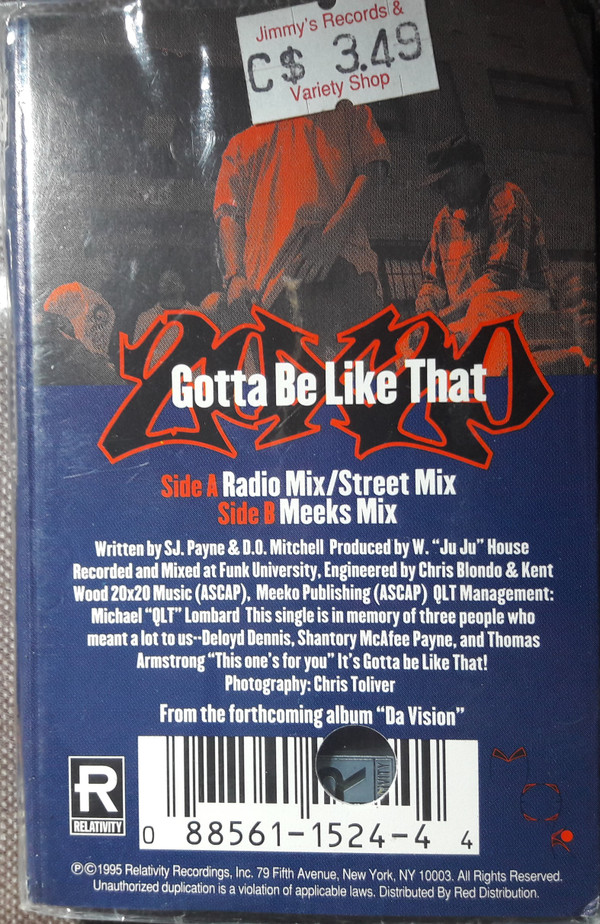 Jimmy's Records &
C$ 3.49
Variety Shop
20x20
Gotta Be Like That
Side A Radio Mix/Street Mix
Side B Meeks Mix
Written by SJ. Payne & D.O. Mitchell Produced by W. "Ju Ju" House
Recorded and Mixed at Funk University, Engineered by Chris Biondo & Kent
Wood 20x20 Music (ASCAP), Meeko Publishing (ASCAP) QLT Management:
Michael "QLT" Lombard This single is in memory of three people who
meant a lot to us--Deloyd Dennis, Shantory McAfee Payne, and Thomas
Armstrong "This one's for you" It's Gotta be Like That!
Photography: Chris Toliver
From the forthcoming album "Da Vision"
R
RELATIVITY
0 88561-1524-4 4
℗©1995 Relativity Recordings, Inc. 79 Fifth Avenue, New York, NY 10003. All Rights Reserved.
Unauthorized duplication is a violation of applicable laws. Distributed By Red Distribution.